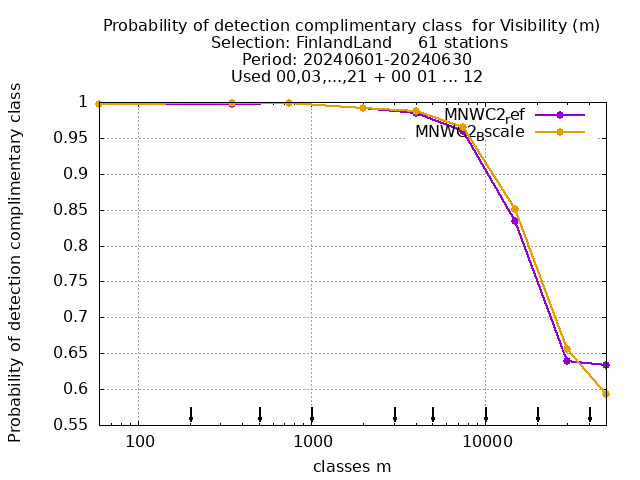 Probability of detection complimentary class  for Visibility (m)
Selection: FinlandLand     61 stations
Period: 20240601-20240630
Used 00,03,...,21 + 00 01 ... 12
Probability of detection complimentary class
1
0.95
0.9
0.85
0.8
0.75
0.7
0.65
0.6
0.55
MNWC2ref
MNWC2Bscale
100
1000
10000
classes m